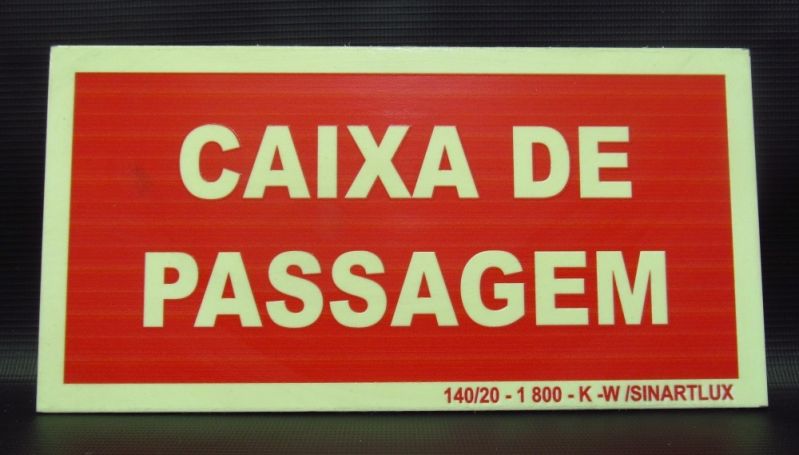 CAIXA DE
PASSAGEM
140/20 - 1 800 - K -W /SINARTLUX